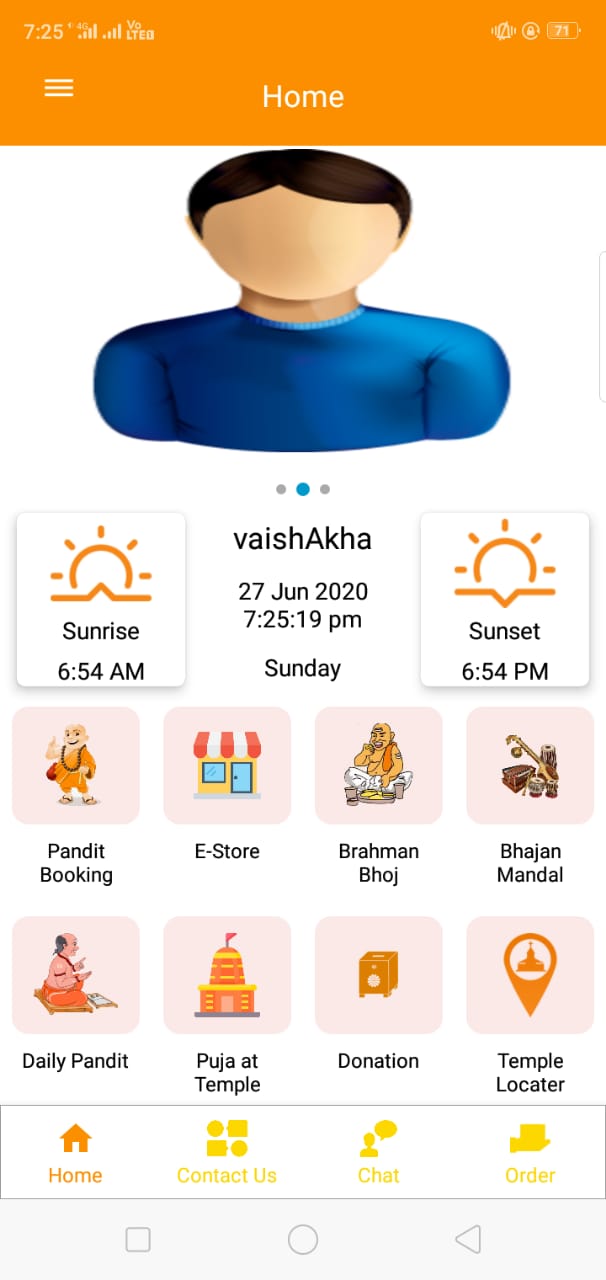 7:25 4G Vo LTE1 71
Home
vaishAkha
27 Jun 2020
7:25:19 pm
Sunday
Sunrise
6:54 AM
Sunset
6:54 PM
Pandit
Booking
E-Store
Brahman
Bhoj
Bhajan
Mandal
Daily Pandit
Puja at
Temple
Donation
Temple
Locater
Home
Contact Us
Chat
Order